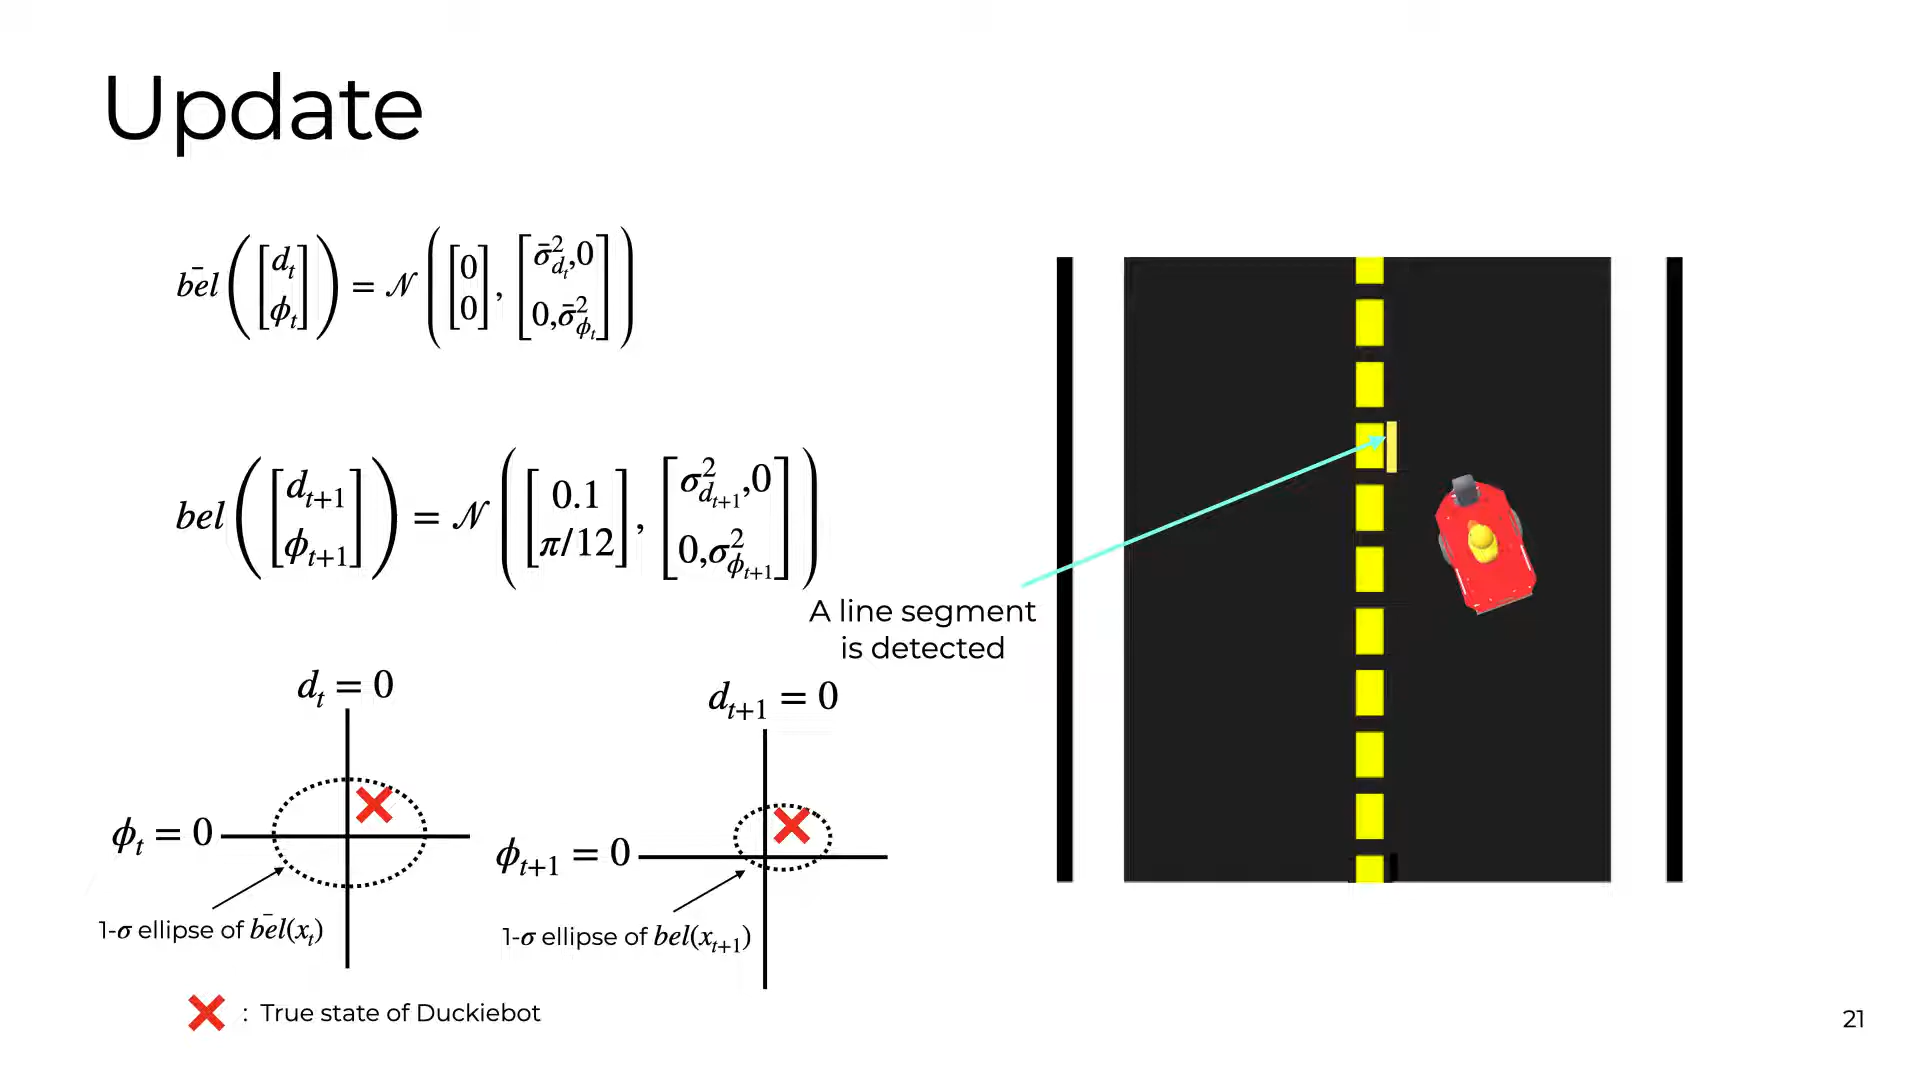 Update
b̄el([d_t ϕ_t]) = 𝒩([0 0], [σ̄²_{d_t},0 0,σ̄²_{ϕ_t}])
bel([d_{t+1} ϕ_{t+1}]) = 𝒩([0.1 π/12], [σ²_{d_{t+1}},0 0,σ²_{ϕ_{t+1}}])
A line segment
is detected
d_t = 0
ϕ_t = 0
1-σ ellipse of b̄el(x_t)
d_{t+1} = 0
ϕ_{t+1} = 0
1-σ ellipse of bel(x_{t+1})
: True state of Duckiebot
21